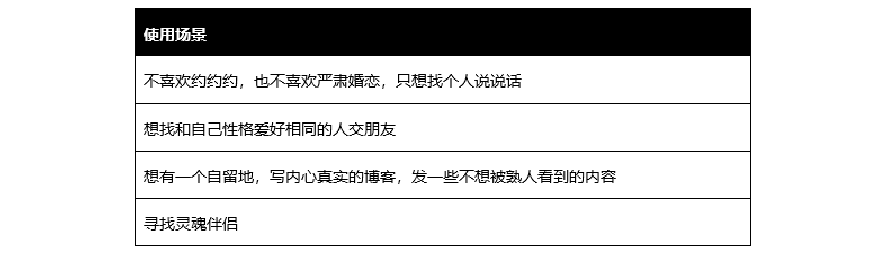 使用场景
不喜欢约约约，也不喜欢严肃婚恋，只想找个人说说话
想找和自己性格爱好相同的人交朋友
想有一个自留地，写内心真实的博客，发一些不想被熟人看到的内容
寻找灵魂伴侣